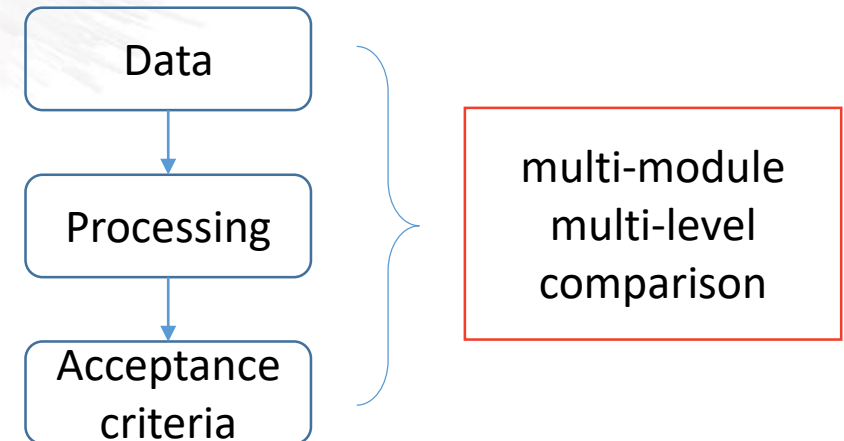 Data
Processing
Acceptance
criteria
multi-module
multi-level
comparison